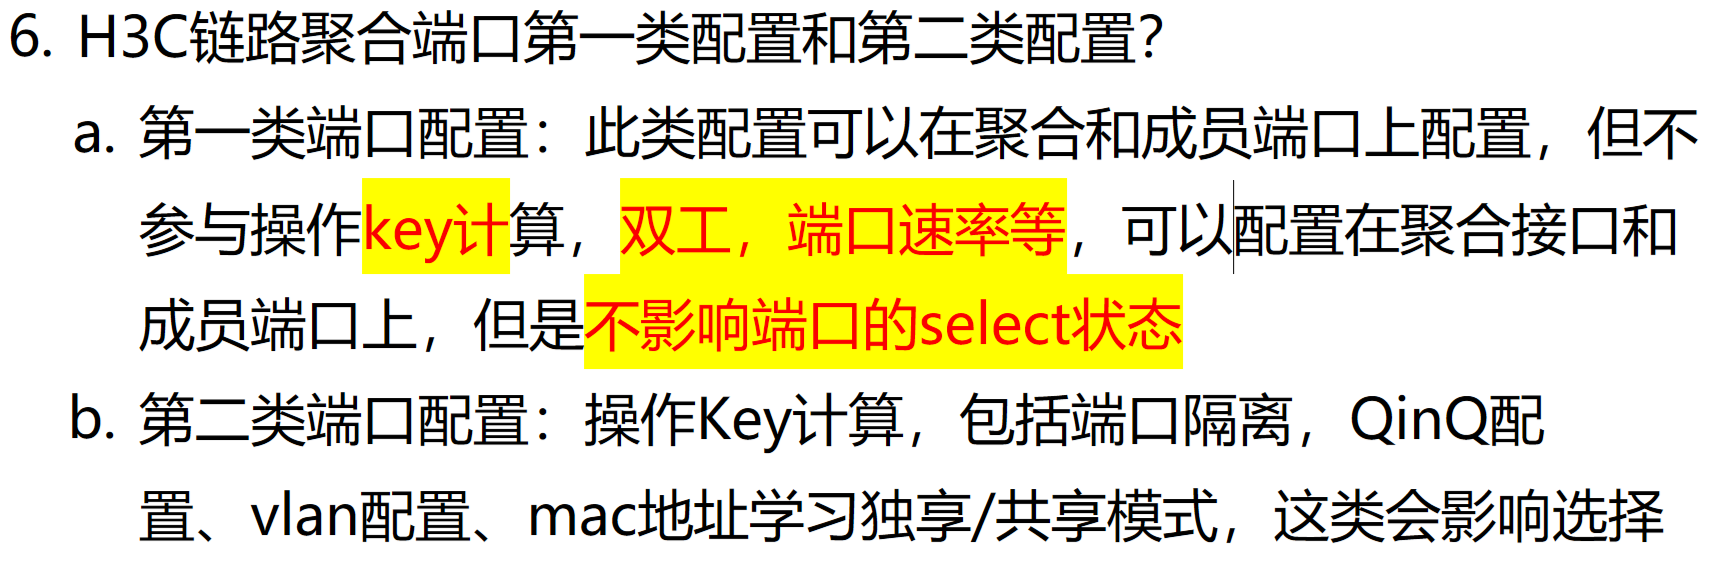 6. H3C链路聚合端口第一类配置和第二类配置？
a. 第一类端口配置：此类配置可以在聚合和成员端口上配置，但不
参与操作key计算，双工，端口速率等，可以配置在聚合接口和
成员端口上，但是不影响端口的select状态
b. 第二类端口配置：操作Key计算，包括端口隔离，QinQ配
置、vlan配置、mac地址学习独享/共享模式，这类会影响选择